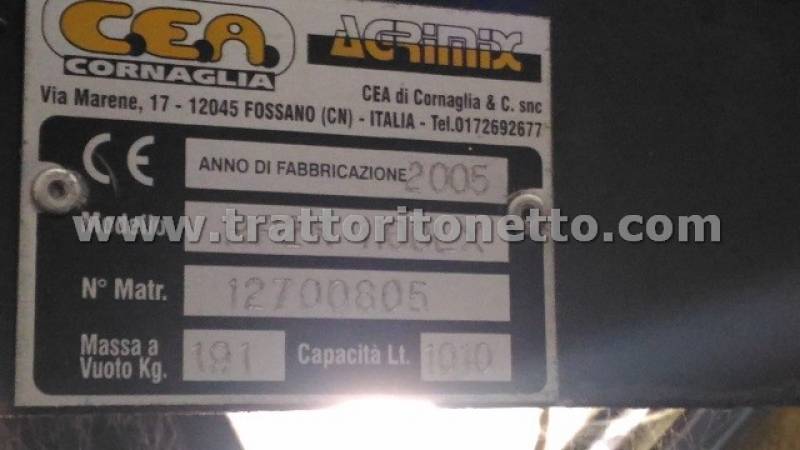 C.E.A. AGRIMIX
CORNAGLIA
CEA di Cornaglia & C. snc
Via Marene, 17 - 12045 FOSSANO (CN) - ITALIA - Tel.0172692677
CE ANNO DI FABBRICAZIONE 2005
Modello
www.trattoritonetto.com
N° Matr. 12700805
Massa a
Vuoto Kg. 191 Capacità Lt. 1010